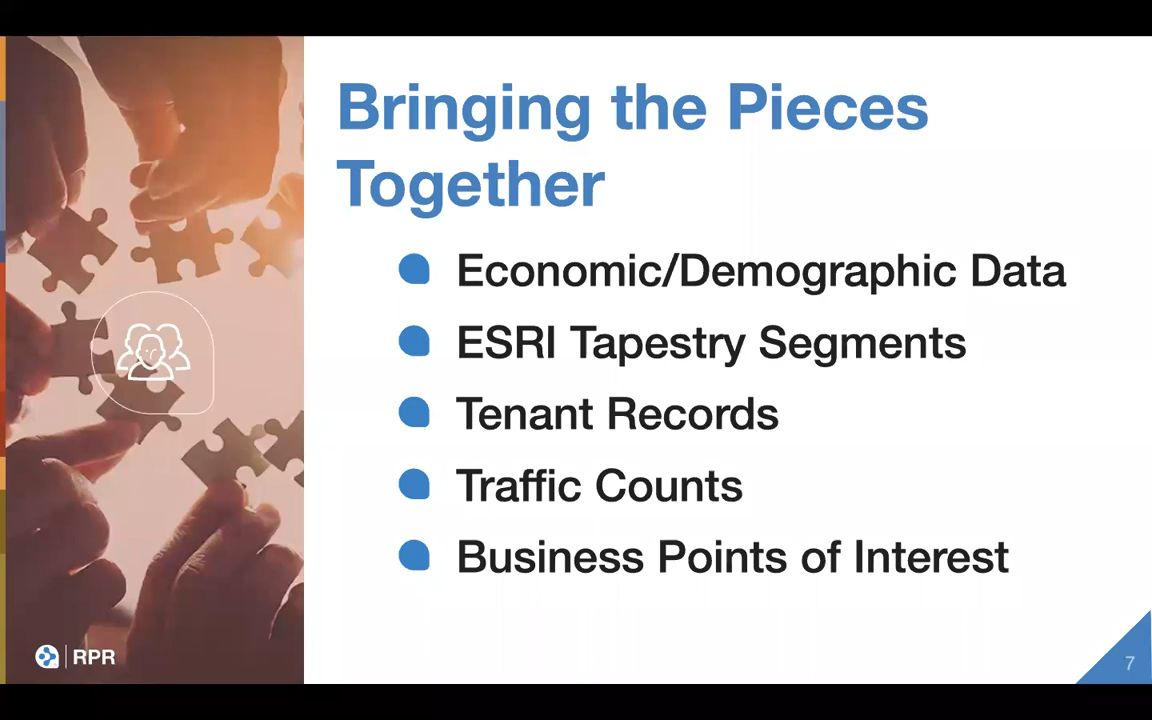 Bringing the Pieces
Together
Economic/Demographic Data
ESRI Tapestry Segments
Tenant Records
Traffic Counts
Business Points of Interest
RPR
7